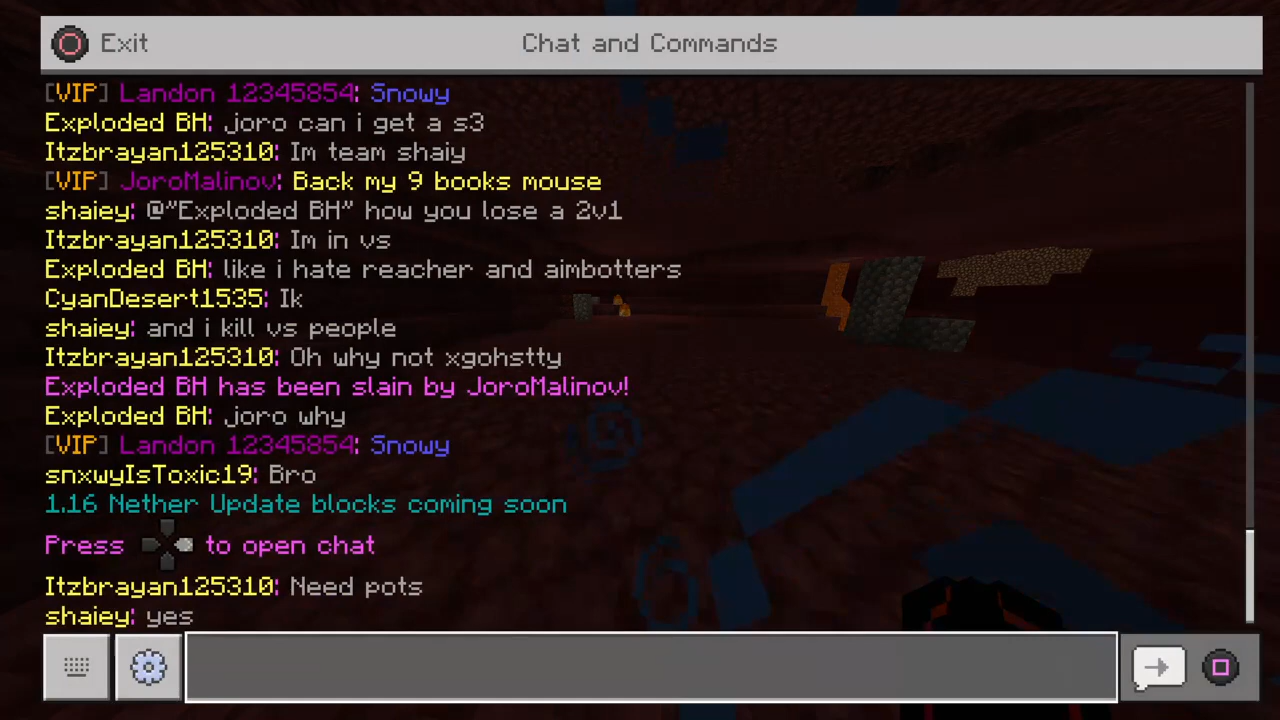 Exit
Chat and Commands
[VIP] Landon 12345854: Snowy
Exploded BH: joro can i get a s3
Itzbrayan125310: Im team shaiy
[VIP] JoroMalinov: Back my 9 books mouse
shaiey: @"Exploded BH" how you lose a 2v1
Itzbrayan125310: Im in vs
Exploded BH: like i hate reacher and aimbotters
CyanDesert1535: Ik
shaiey: and i kill vs people
Itzbrayan125310: Oh why not xgohstty
Exploded BH has been slain by JoroMalinov!
Exploded BH: joro why
[VIP] Landon 12345854: Snowy
snxwyIsToxic19: Bro
1.16 Nether Update blocks coming soon
Press to open chat
Itzbrayan125310: Need pots
shaiey: yes